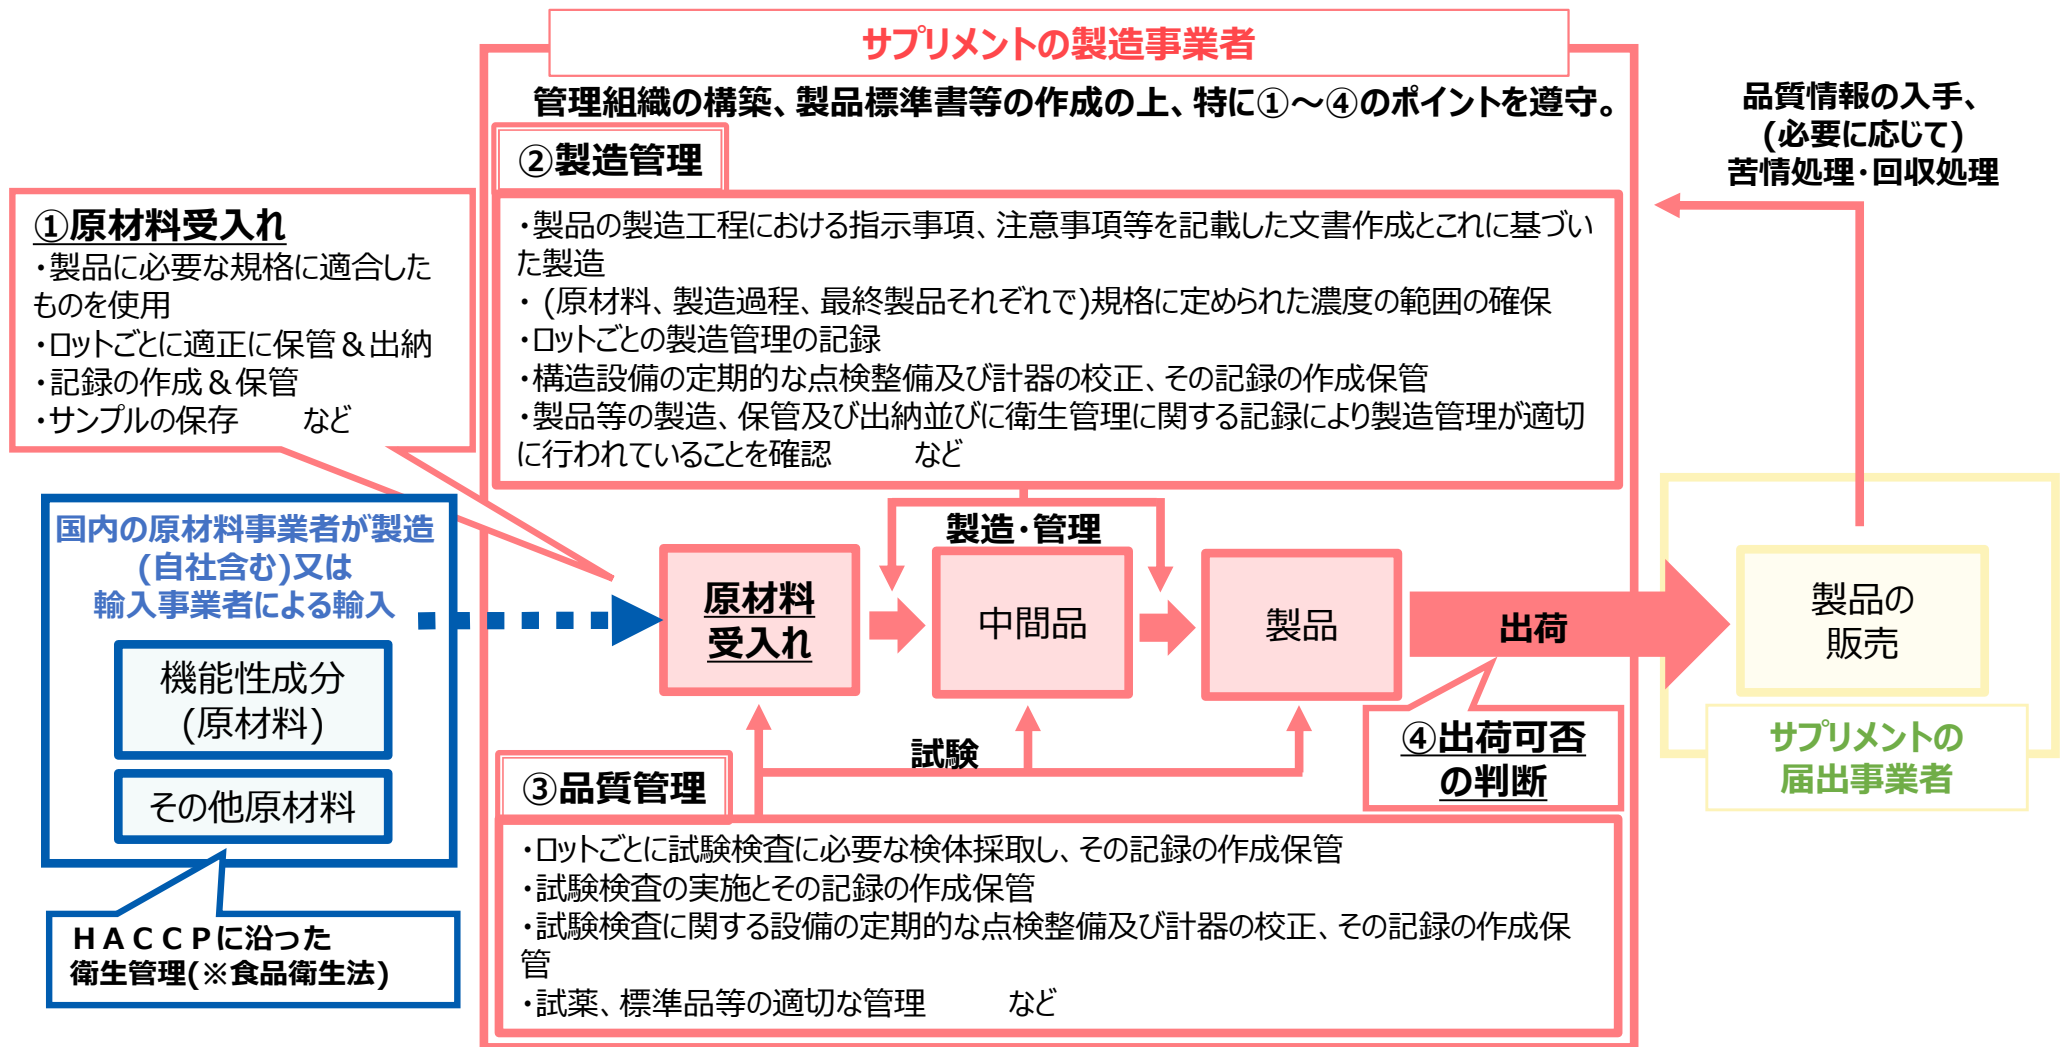 サプリメントの製造事業者
管理組織の構築、製品標準書等の作成の上、特に①～④のポイントを遵守。
品質情報の入手、
(必要に応じて)
苦情処理･回収処理
②製造管理
・製品の製造工程における指示事項、注意事項等を記載した文書作成とこれに基づい
た製造
・ (原材料、製造過程、最終製品それぞれで)規格に定められた濃度の範囲の確保
・ロットごとの製造管理の記録
・構造設備の定期的な点検整備及び計器の校正、その記録の作成保管
・製品等の製造、保管及び出納並びに衛生管理に関する記録により製造管理が適切
に行われていることを確認　　など
①原材料受入れ
・製品に必要な規格に適合した
ものを使用
・ロットごとに適正に保管＆出納
・記録の作成＆保管
・サンプルの保存　　など
国内の原材料事業者が製造
(自社含む)又は
輸入事業者による輸入
機能性成分
(原材料)
その他原材料
ＨＡＣＣＰに沿った
衛生管理(※食品衛生法)
製造･管理
原材料
受入れ
中間品
製品
出荷
製品の
販売
サプリメントの
届出事業者
④出荷可否
の判断
試験
③品質管理
・ロットごとに試験検査に必要な検体採取し、その記録の作成保管
・試験検査の実施とその記録の作成保管
・試験検査に関する設備の定期的な点検整備及び計器の校正、その記録の作成保
管
・試薬、標準品等の適切な管理　　など